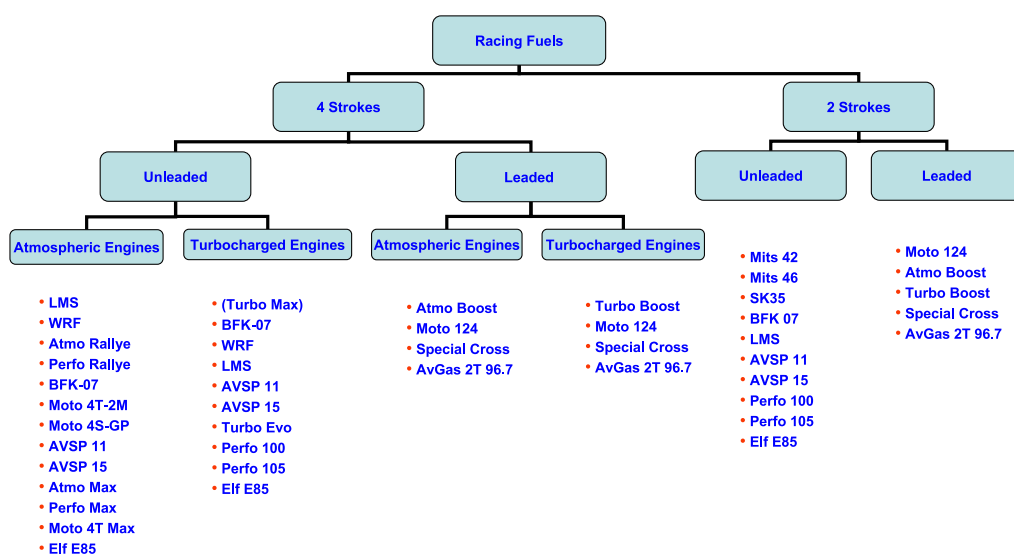 Racing Fuels
4 Strokes
2 Strokes
Unleaded
Leaded
Unleaded
Leaded
Atmospheric Engines
Turbocharged Engines
Atmospheric Engines
Turbocharged Engines
• LMS
• WRF
• Atmo Rallye
• Perfo Rallye
• BFK-07
• Moto 4T-2M
• Moto 4S-GP
• AVSP 11
• AVSP 15
• Atmo Max
• Perfo Max
• Moto 4T Max
• Elf E85
• (Turbo Max)
• BFK-07
• WRF
• LMS
• AVSP 11
• AVSP 15
• Turbo Evo
• Perfo 100
• Perfo 105
• Elf E85
• Atmo Boost
• Moto 124
• Special Cross
• AvGas 2T 96.7
• Turbo Boost
• Moto 124
• Special Cross
• AvGas 2T 96.7
• Mits 42
• Mits 46
• SK35
• BFK 07
• LMS
• AVSP 11
• AVSP 15
• Perfo 100
• Perfo 105
• Elf E85
• Moto 124
• Atmo Boost
• Turbo Boost
• Special Cross
• AvGas 2T 96.7